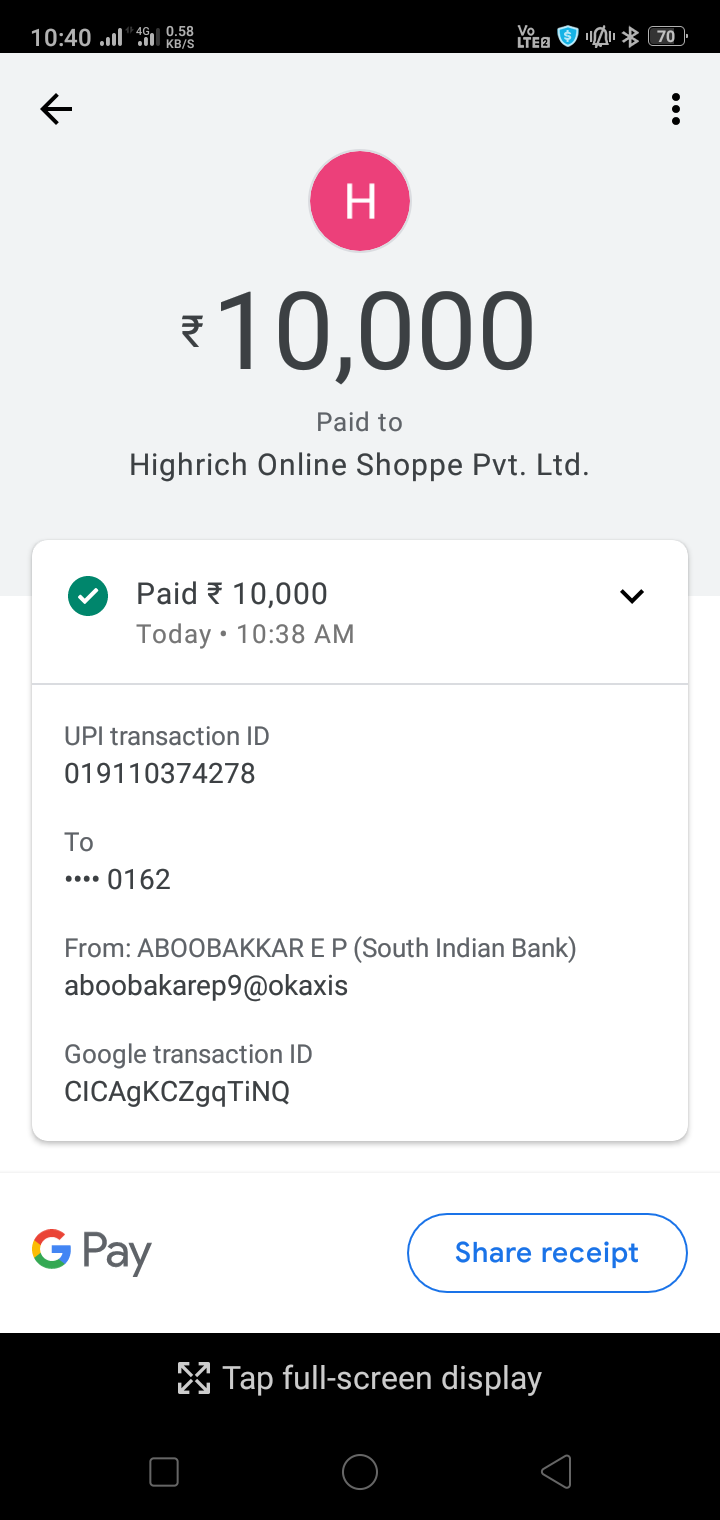 10:40 4G 0.58 KB/S Vo LTE2 70
H
₹10,000
Paid to
Highrich Online Shoppe Pvt. Ltd.
Paid ₹ 10,000
Today • 10:38 AM
UPI transaction ID
019110374278
To
•••• 0162
From: ABOOBAKKAR E P (South Indian Bank)
aboobakarep9@okaxis
Google transaction ID
CICAgKCZgqTiNQ
G Pay
Share receipt
Tap full-screen display